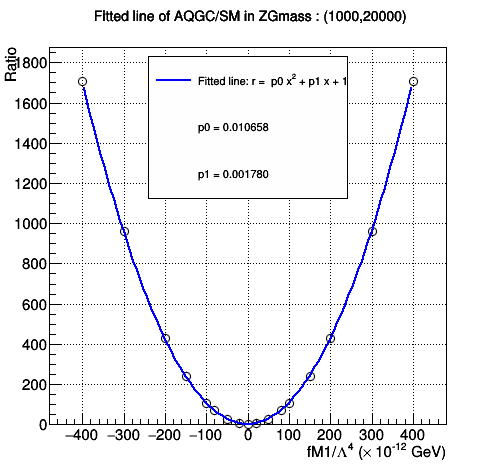 FItted line of AQGC/SM in ZGmass : (1000,20000)
Ratio
1800
1600
1400
1200
1000
800
600
400
200
0
Fitted line: r = p0 x² + p1 x + 1
p0 = 0.010658
p1 = 0.001780
−400 −300 −200 −100 0 100 200 300 400
fM1/Λ⁴ (× 10⁻¹² GeV)